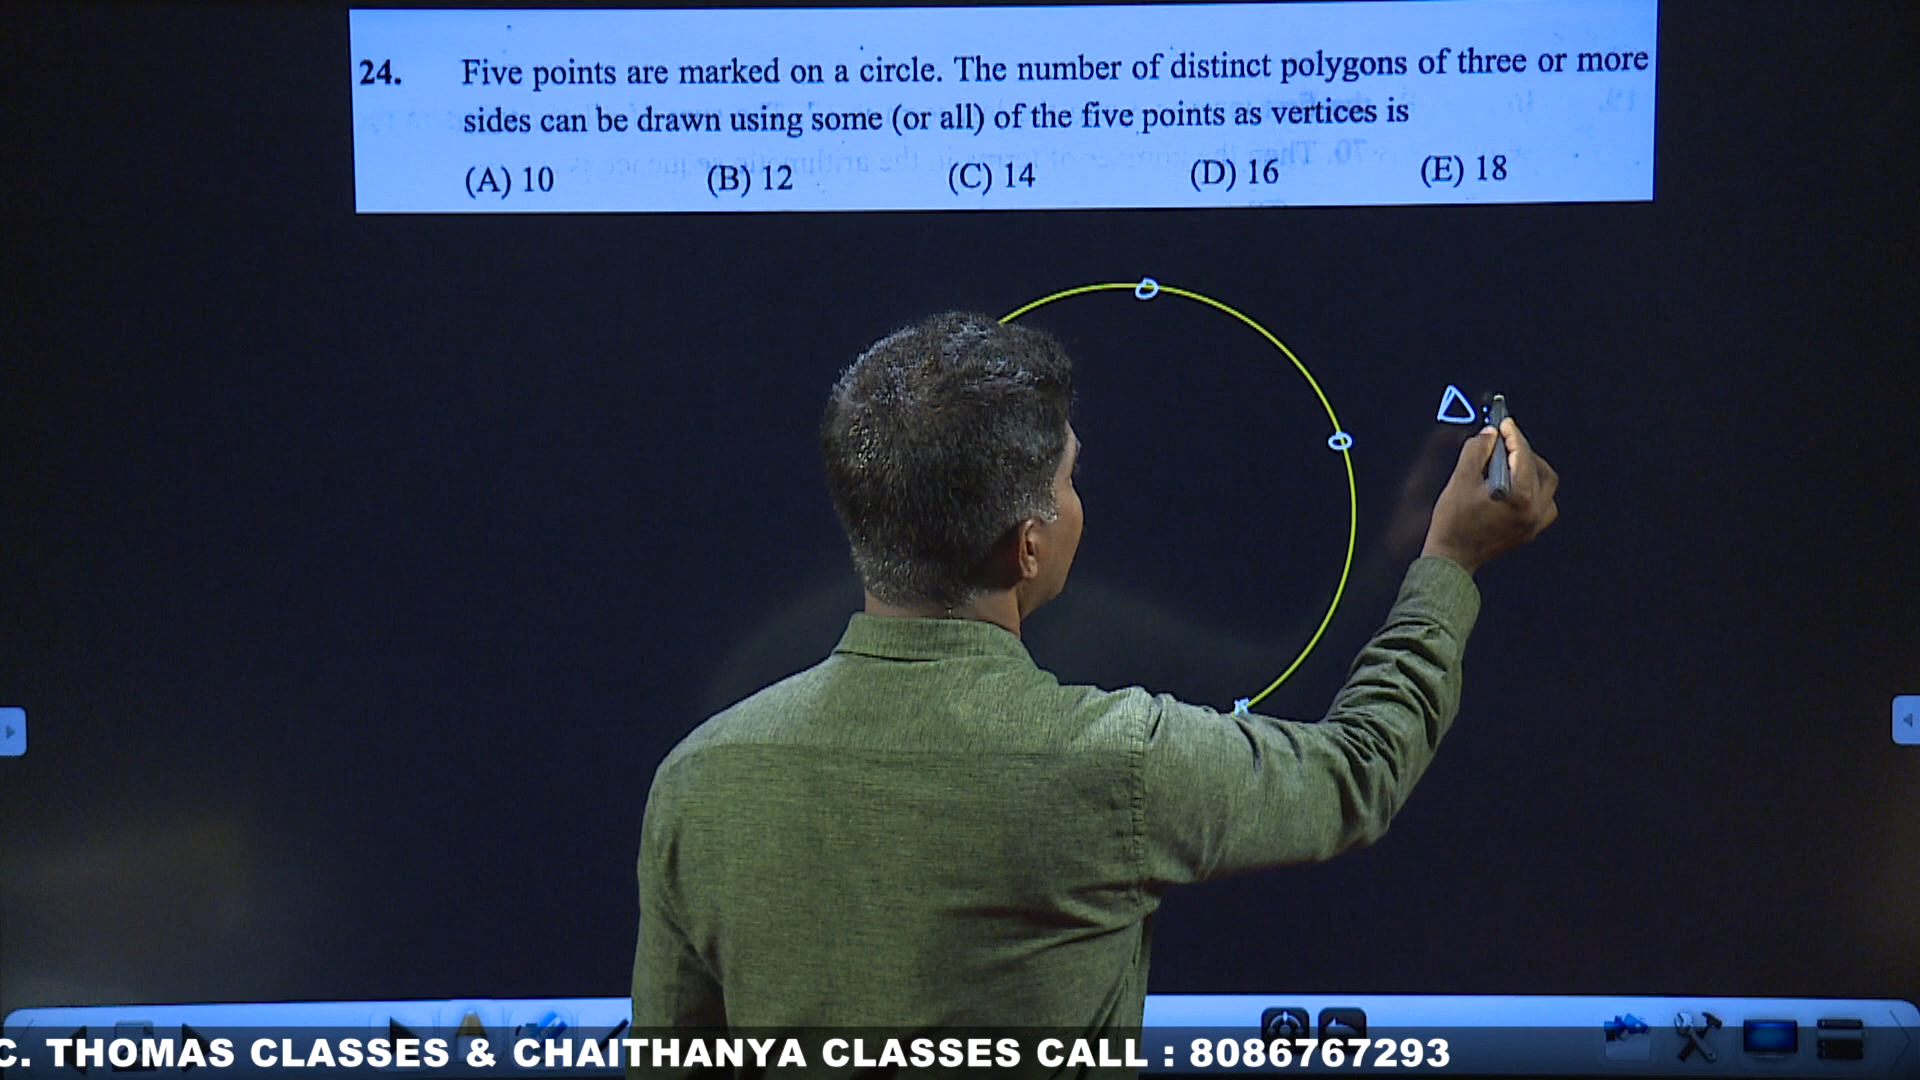 24. Five points are marked on a circle. The number of distinct polygons of three or more
sides can be drawn using some (or all) of the five points as vertices is
(A) 10 (B) 12 (C) 14 (D) 16 (E) 18
C. THOMAS CLASSES & CHAITHANYA CLASSES CALL : 8086767293